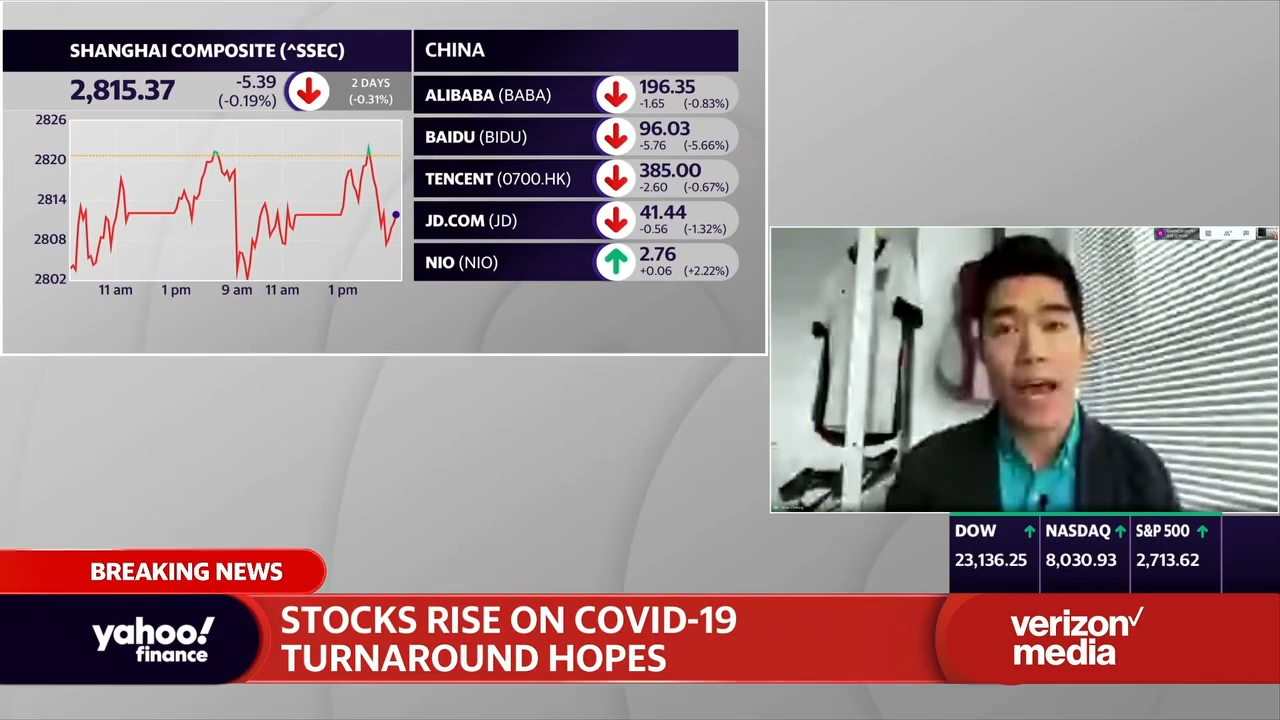 SHANGHAI COMPOSITE (^SSEC)
2,815.37
-5.39
(-0.19%)
2 DAYS
(-0.31%)
2826
2820
2814
2808
2802
11 am
1 pm
9 am
11 am
1 pm
CHINA
ALIBABA (BABA)
196.35
-1.65 (-0.83%)
BAIDU (BIDU)
96.03
-5.76 (-5.66%)
TENCENT (0700.HK)
385.00
-2.60 (-0.67%)
JD.COM (JD)
41.44
-0.56 (-1.32%)
NIO (NIO)
2.76
+0.06 (+2.22%)
DOW
23,136.25
NASDAQ
8,030.93
S&P 500
2,713.62
BREAKING NEWS
yahoo!
finance
STOCKS RISE ON COVID-19
TURNAROUND HOPES
verizon
media